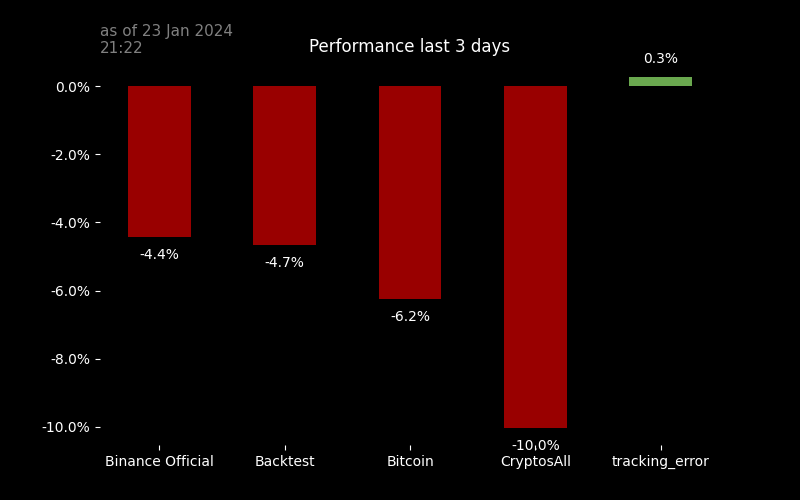 as of 23 Jan 2024
21:22
Performance last 3 days
0.3%
0.0%
-2.0%
-4.0%
-4.4%
-4.7%
-6.0%
-6.2%
-8.0%
-10.0%
-10.0%
Binance Official
Backtest
Bitcoin
CryptosAll
tracking_error